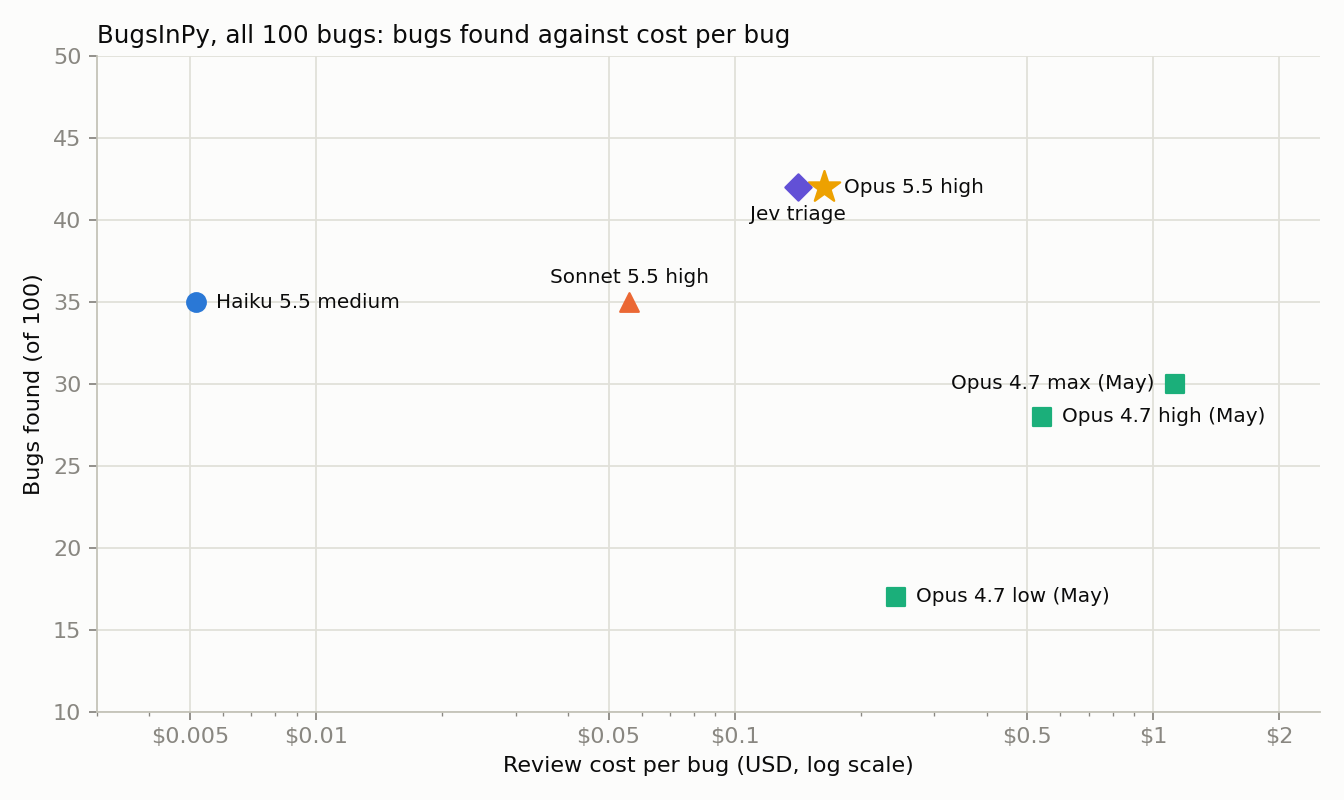 BugsInPy, all 100 bugs: bugs found against cost per bug
50
45
Opus 5.5 high
Jev triage
40
Sonnet 5.5 high
35
Haiku 5.5 medium
Opus 4.7 max (May)
30
Opus 4.7 high (May)
25
20
Opus 4.7 low (May)
15
10
Bugs found (of 100)
$0.005 $0.01 $0.05 $0.1 $0.5 $1 $2
Review cost per bug (USD, log scale)